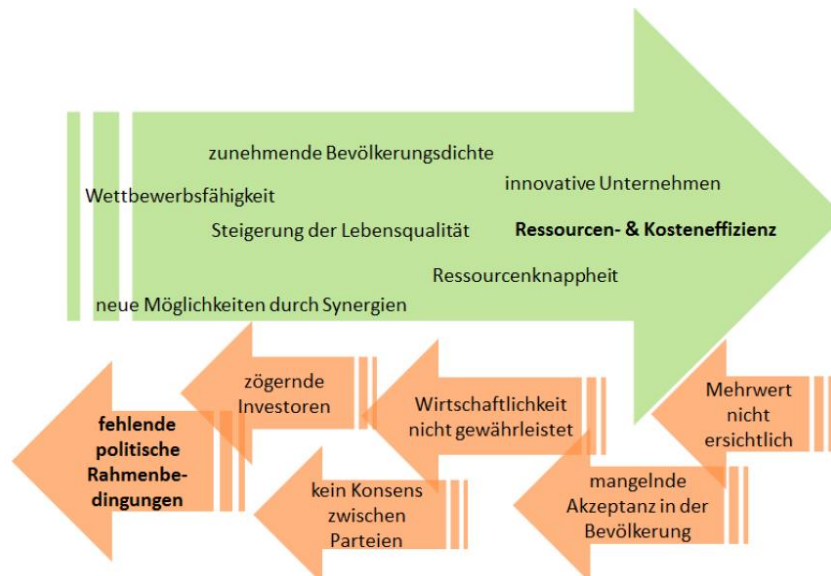 zunehmende Bevölkerungsdichte
innovative Unternehmen
Wettbewerbsfähigkeit
Steigerung der Lebensqualität
Ressourcen- & Kosteneffizienz
Ressourcenknappheit
neue Möglichkeiten durch Synergien
zögernde
Investoren
Wirtschaftlichkeit
nicht gewährleistet
Mehrwert
nicht
ersichtlich
fehlende
politische
Rahmenbe-
dingungen
kein Konsens
zwischen
Parteien
mangelnde
Akzeptanz in der
Bevölkerung